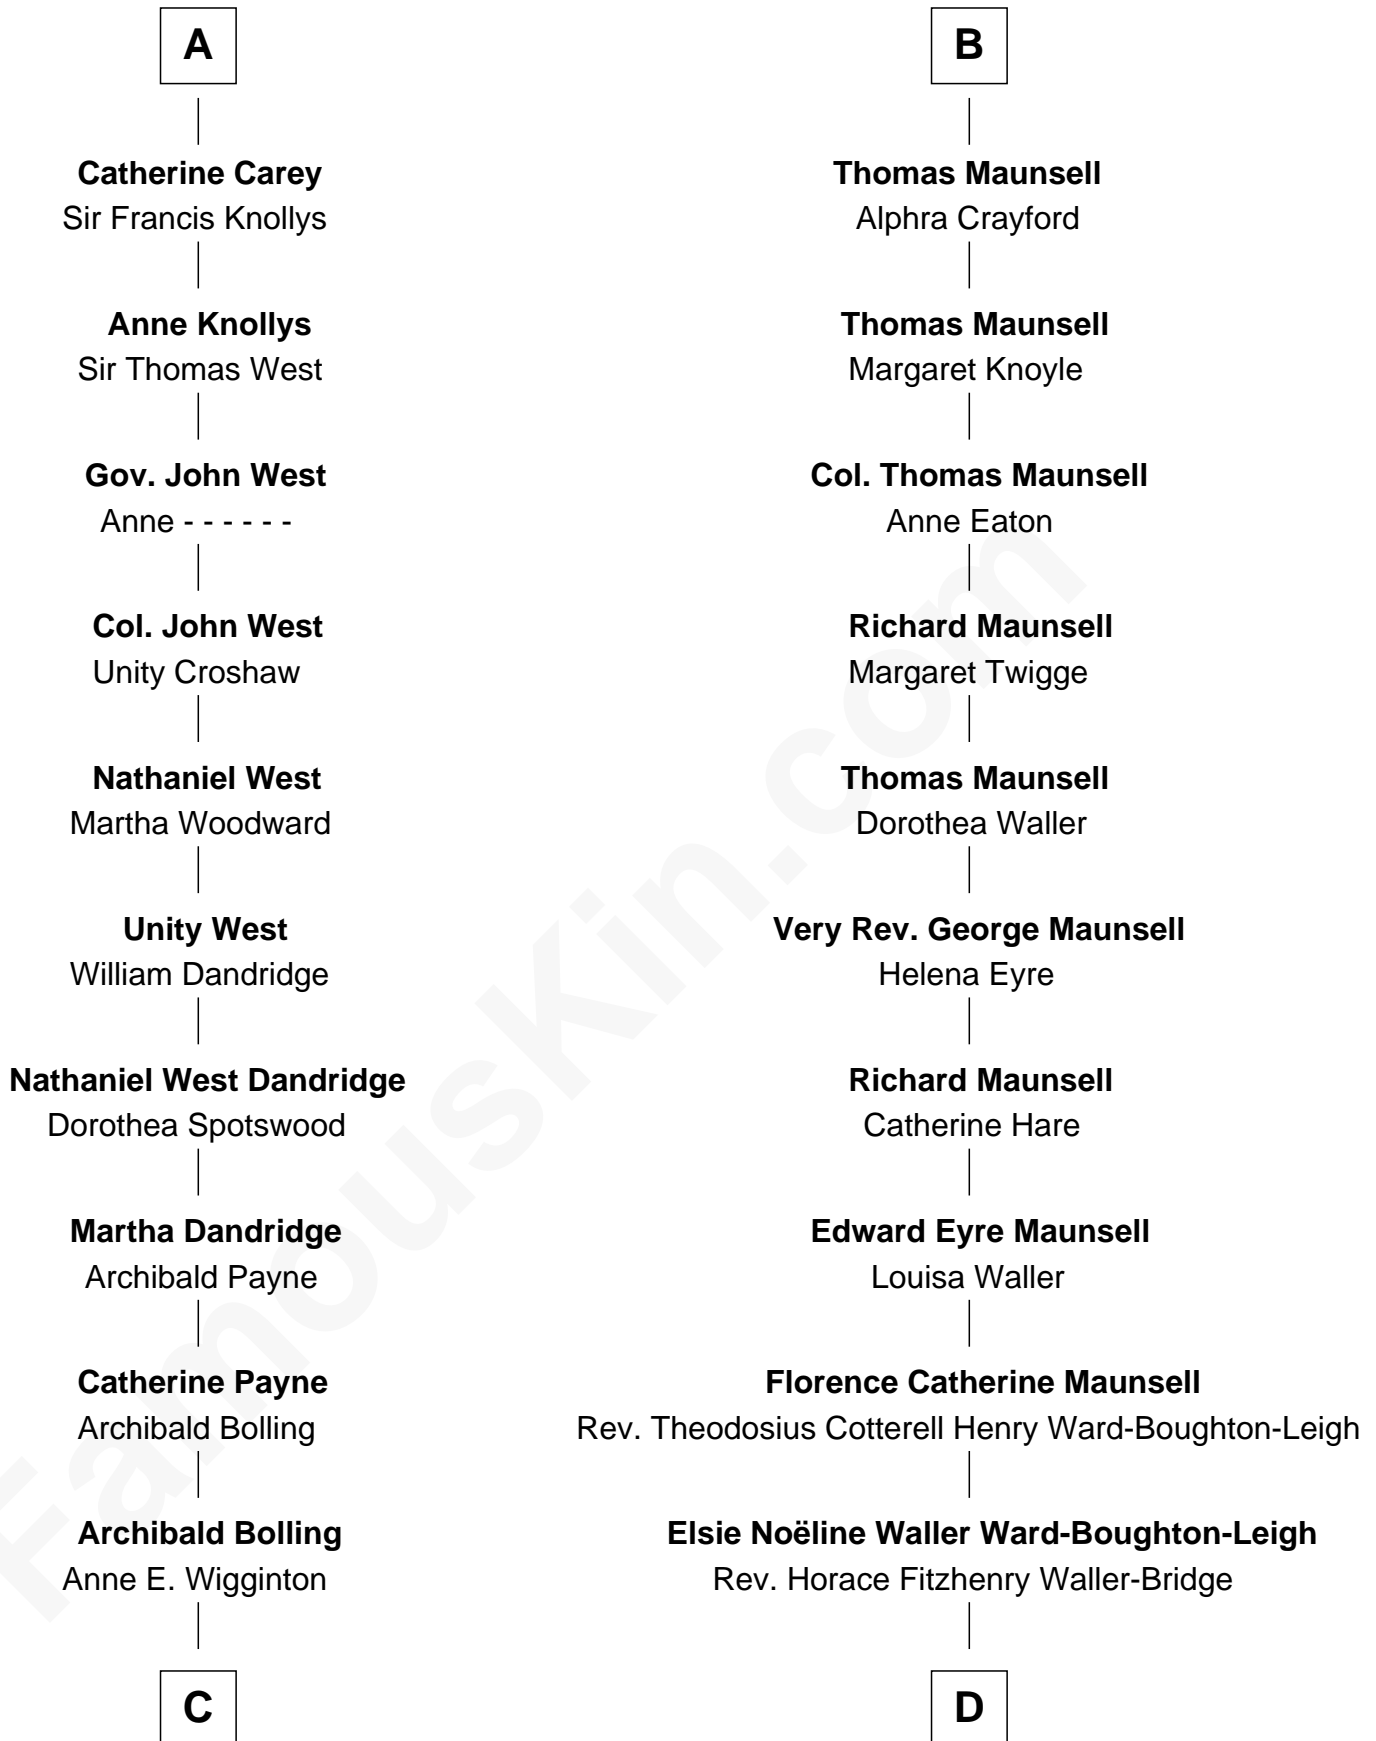 A
Catherine Carey
Sir Francis Knollys
Anne Knollys
Sir Thomas West
Gov. John West
Anne - - - - - -
Col. John West
Unity Croshaw
Nathaniel West
Martha Woodward
Unity West
William Dandridge
Nathaniel West Dandridge
Dorothea Spotswood
Martha Dandridge
Archibald Payne
Catherine Payne
Archibald Bolling
Archibald Bolling
Anne E. Wigginton
C
B
Thomas Maunsell
Alphra Crayford
Thomas Maunsell
Margaret Knoyle
Col. Thomas Maunsell
Anne Eaton
Richard Maunsell
Margaret Twigge
Thomas Maunsell
Dorothea Waller
Very Rev. George Maunsell
Helena Eyre
Richard Maunsell
Catherine Hare
Edward Eyre Maunsell
Louisa Waller
Florence Catherine Maunsell
Rev. Theodosius Cotterell Henry Ward-Boughton-Leigh
Elsie Noëline Waller Ward-Boughton-Leigh
Rev. Horace Fitzhenry Waller-Bridge
D
FamousKin.com